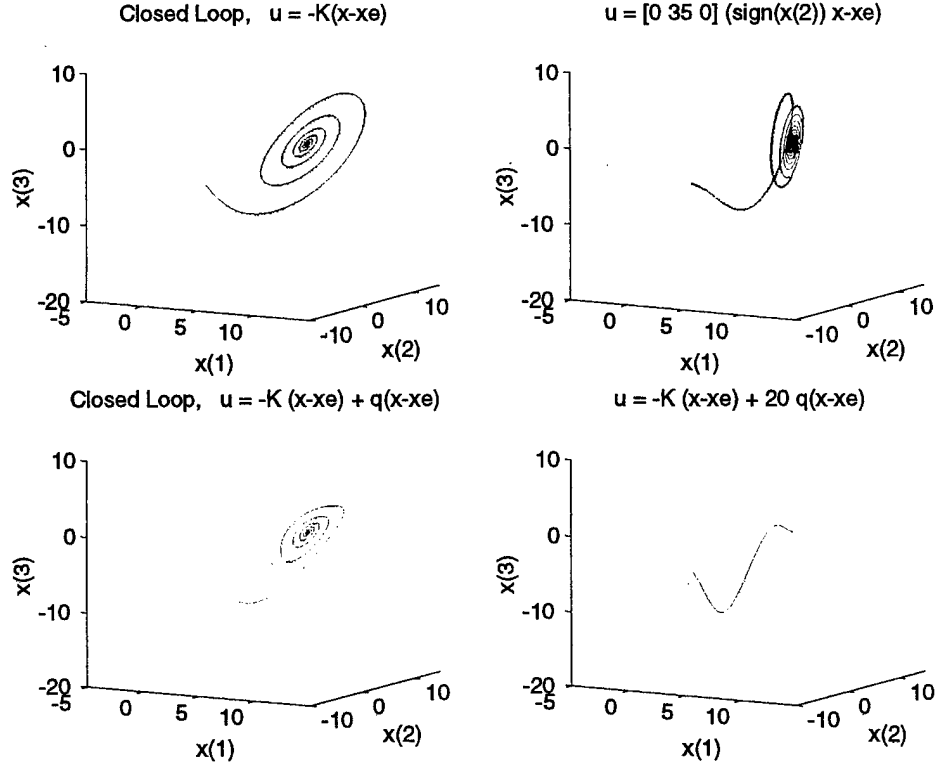 Closed Loop, u = -K(x-xe)
10
0
-10
-20
x(3)
-5
0
5
10
x(1)
-10
0
10
x(2)
u = [0 35 0] (sign(x(2)) x-xe)
10
0
-10
-20
x(3)
-5
0
5
10
x(1)
-10
0
10
x(2)
Closed Loop, u = -K (x-xe) + q(x-xe)
10
0
-10
-20
x(3)
-5
0
5
10
x(1)
-10
0
10
x(2)
u = -K (x-xe) + 20 q(x-xe)
10
0
-10
-20
x(3)
-5
0
5
10
x(1)
-10
0
10
x(2)